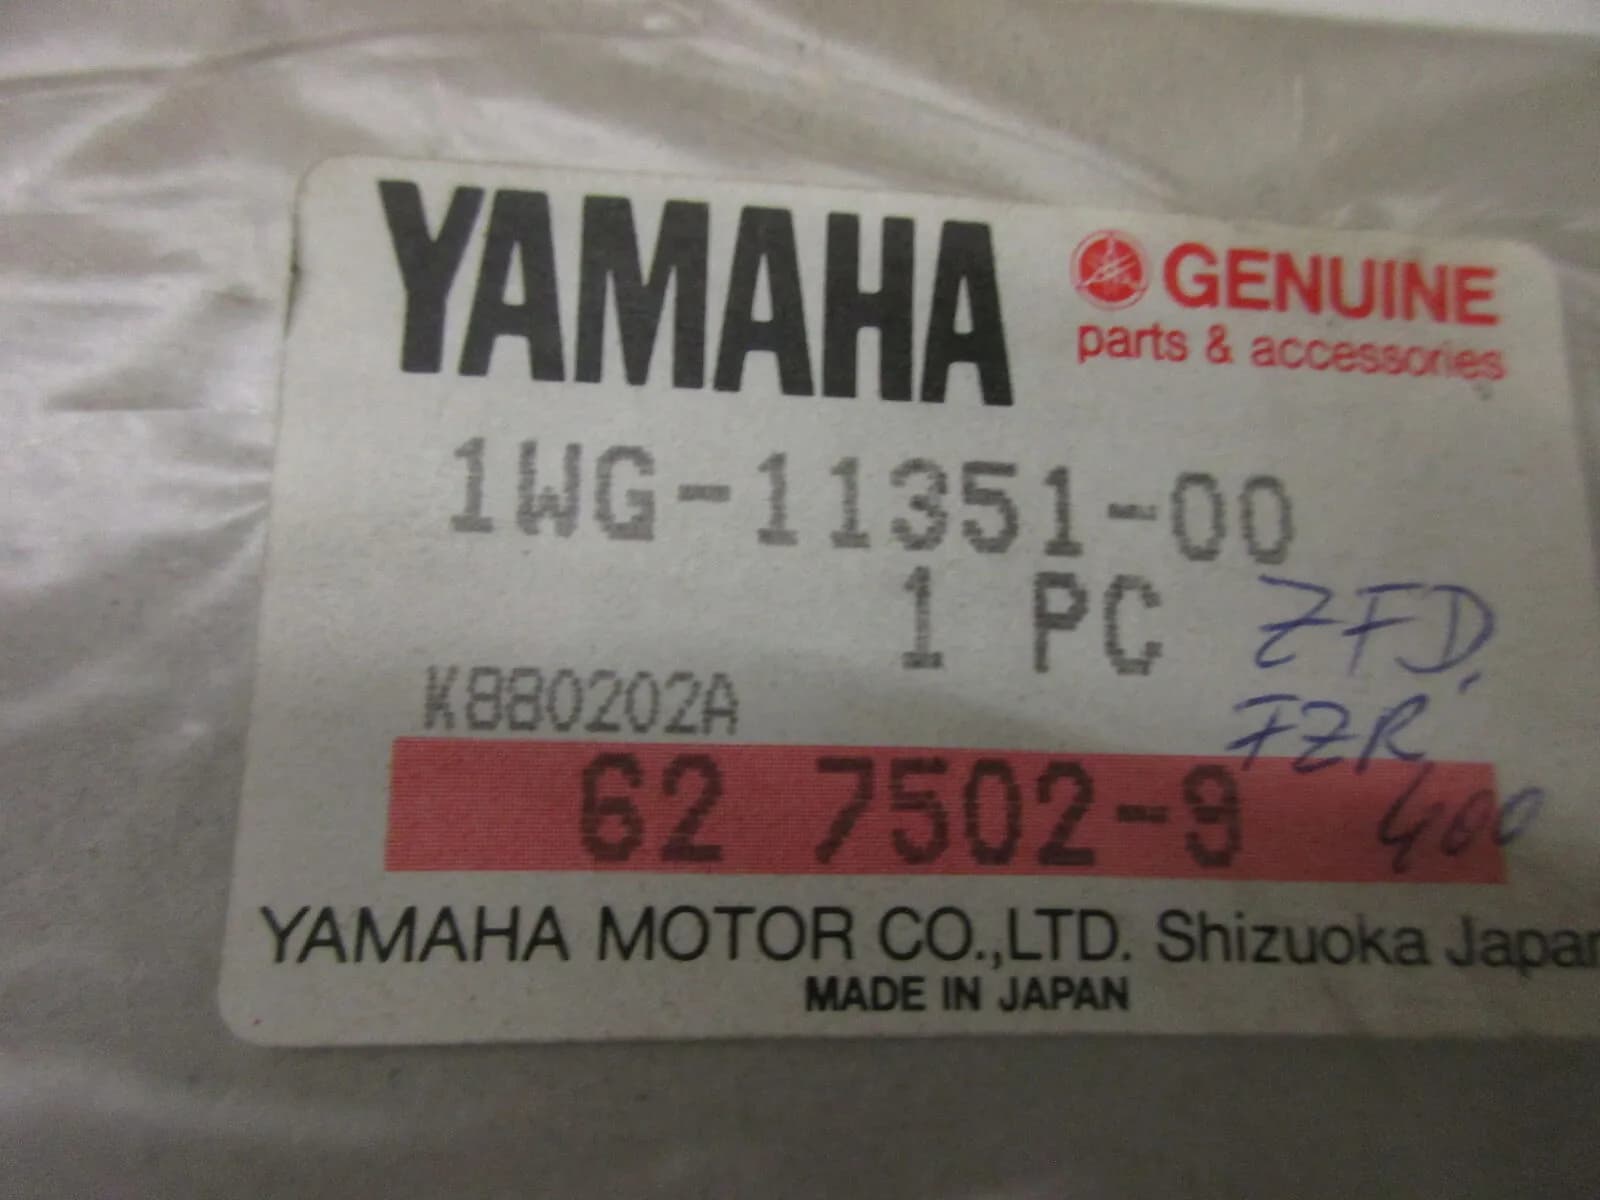 YAMAHA
GENUINE
parts & accessories
1WG-11351-00
1 PC
ZFD.
FZR
400
K880202A
62 7502-9
YAMAHA MOTOR CO.,LTD. Shizuoka Japan
MADE IN JAPAN